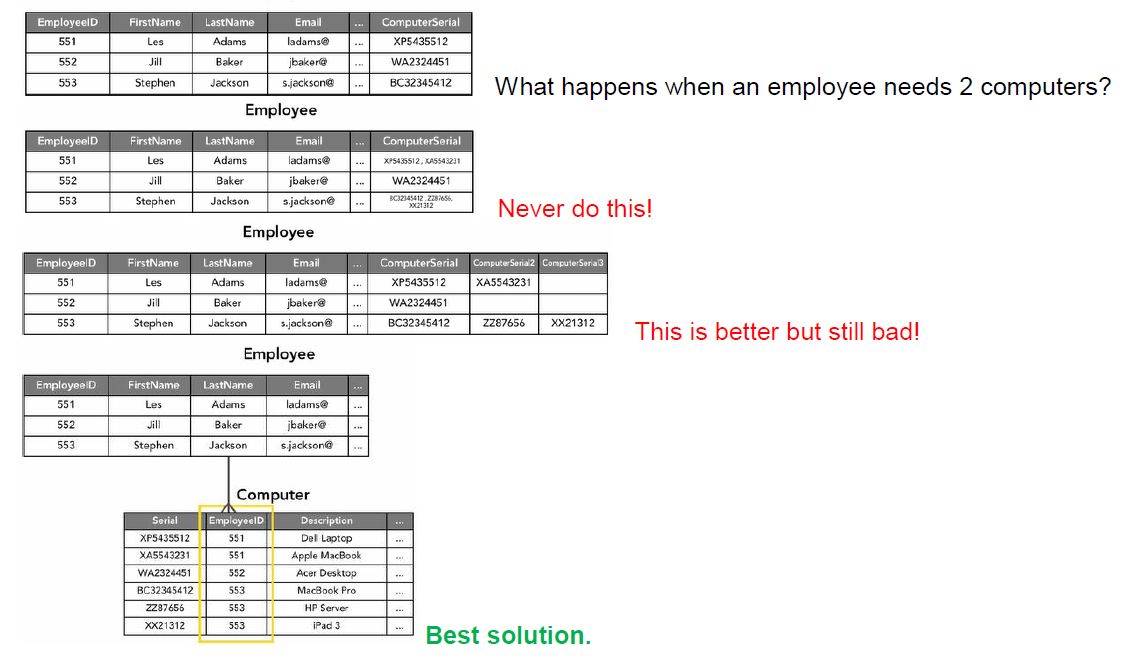 EmployeeID FirstName LastName Email ... ComputerSerial
551 Les Adams ladams@ ... XP5435512
552 Jill Baker jbaker@ ... WA2324451
553 Stephen Jackson s.jackson@ ... BC32345412
What happens when an employee needs 2 computers?
Employee
EmployeeID FirstName LastName Email ... ComputerSerial
551 Les Adams ladams@ ... XP5435512 , XA5543231
552 Jill Baker jbaker@ ... WA2324451
553 Stephen Jackson s.jackson@ ... BC32345412 , ZZ87656,
XX21312
Never do this!
Employee
EmployeeID FirstName LastName Email ... ComputerSerial ComputerSerial2 ComputerSerial3
551 Les Adams ladams@ ... XP5435512 XA5543231
552 Jill Baker jbaker@ ... WA2324451
553 Stephen Jackson s.jackson@ ... BC32345412 ZZ87656 XX21312
This is better but still bad!
Employee
EmployeeID FirstName LastName Email ...
551 Les Adams ladams@ ...
552 Jill Baker jbaker@ ...
553 Stephen Jackson s.jackson@ ...
Computer
Serial EmployeeID Description ...
XP5435512 551 Dell Laptop ...
XA5543231 551 Apple MacBook ...
WA2324451 552 Acer Desktop ...
BC32345412 553 MacBook Pro ...
ZZ87656 553 HP Server ...
XX21312 553 iPad 3 ...
Best solution.